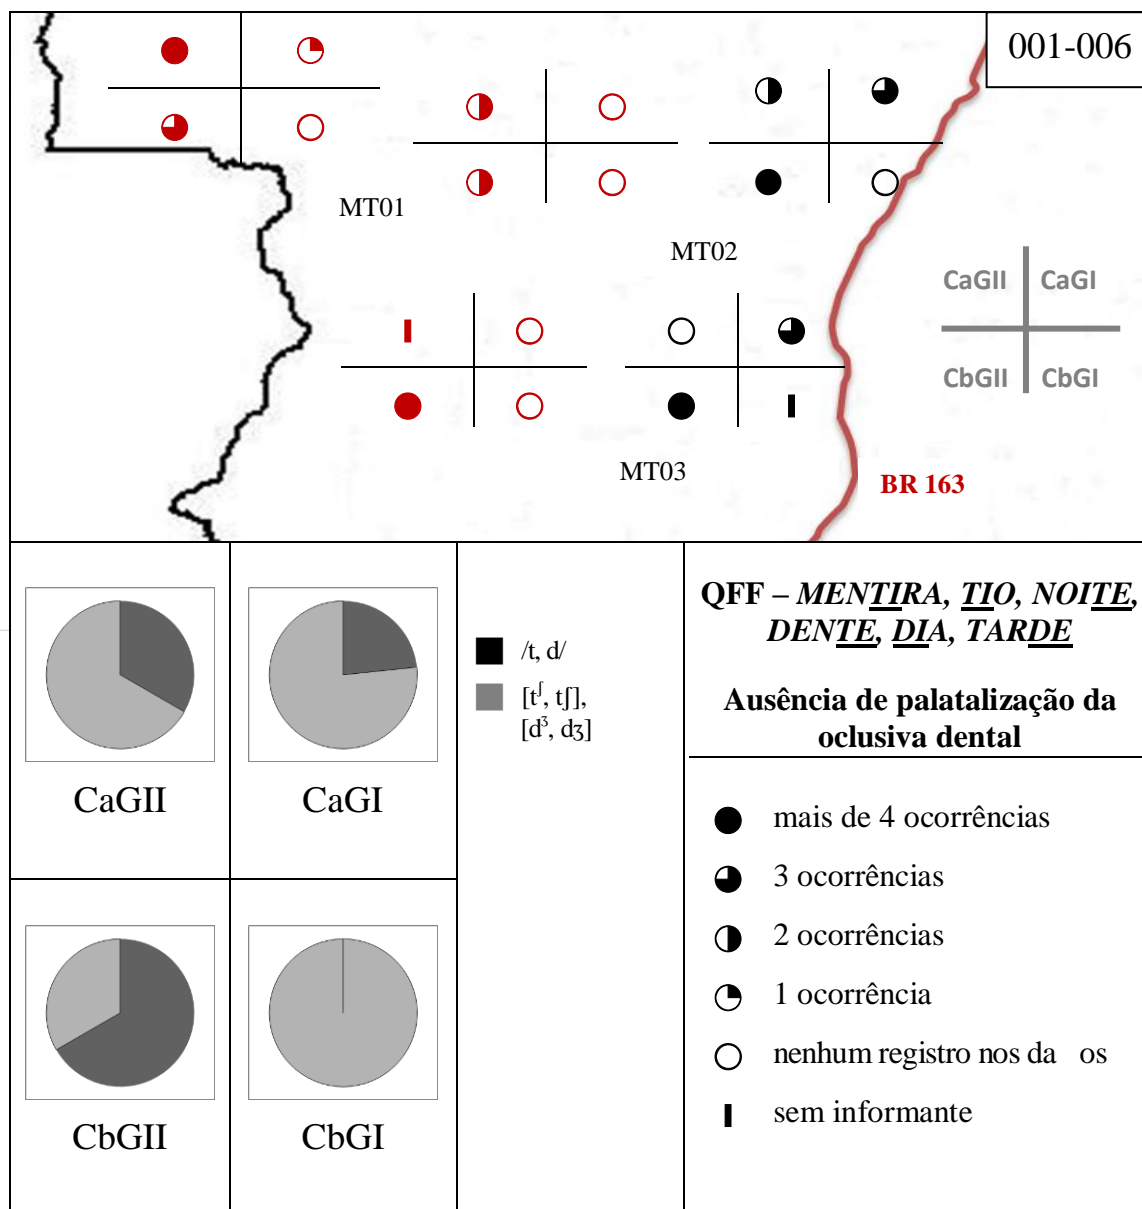 001-006
MT01
MT02
CaGII CaGI
CbGII CbGI
MT03
BR 163
CaGII
CaGI
CbGII
CbGI
/t, d/
[tʃ, tʃ],
[dʒ, dʒ]
QFF – MENTIRA, TIO, NOITE,
DENTE, DIA, TARDE
Ausência de palatalização da
oclusiva dental
mais de 4 ocorrências
3 ocorrências
2 ocorrências
1 ocorrência
nenhum registro nos da os
sem informante